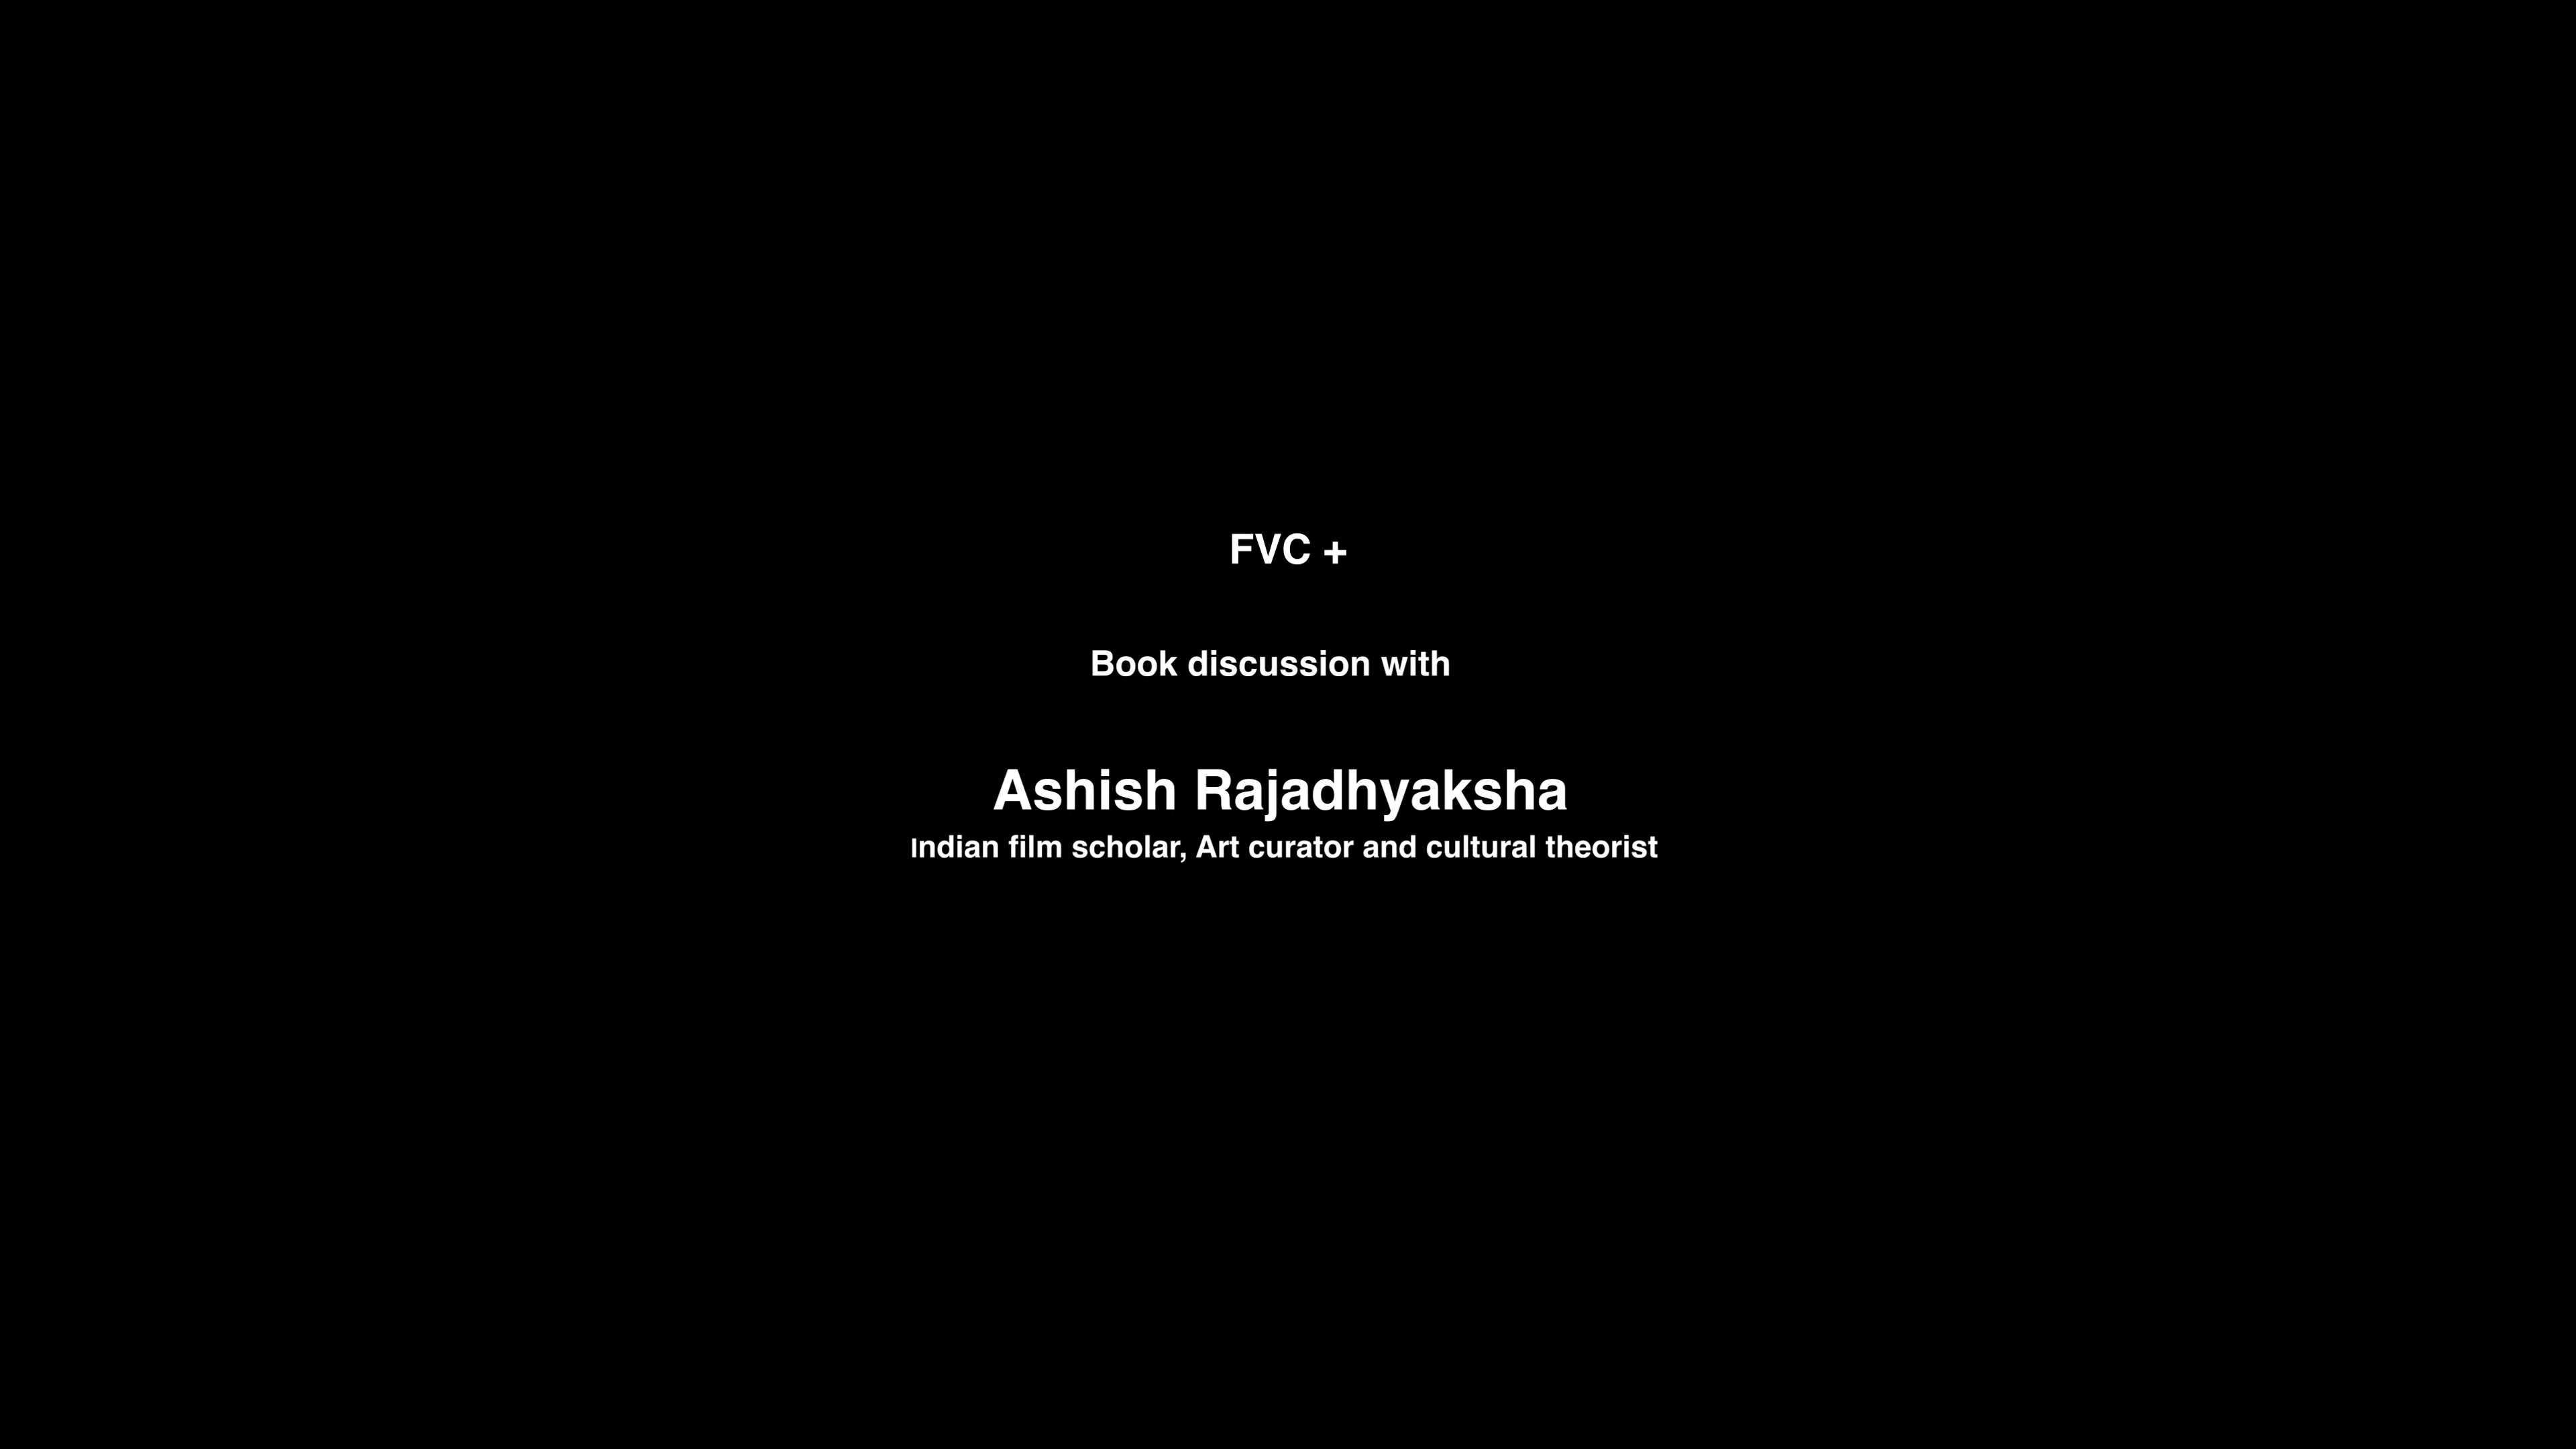 FVC +
Book discussion with
Ashish Rajadhyaksha
Indian film scholar, Art curator and cultural theorist